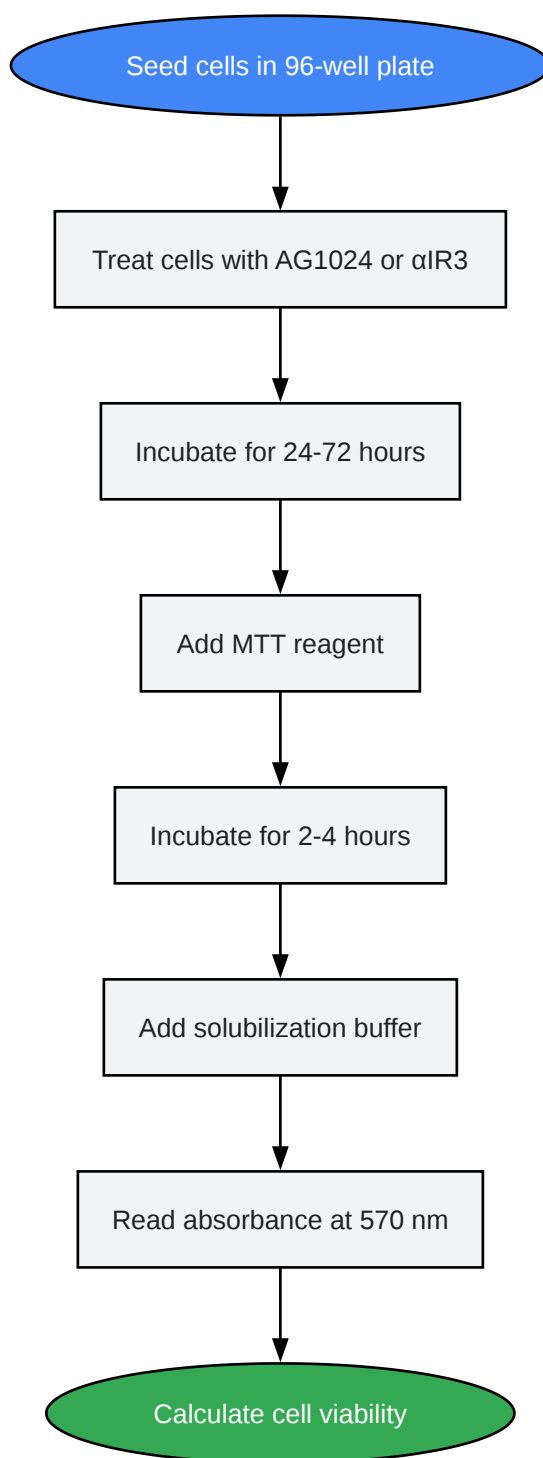 Seed cells in 96-well plate
Treat cells with AG1024 or αIR3
Incubate for 24-72 hours
Add MTT reagent
Incubate for 2-4 hours
Add solubilization buffer
Read absorbance at 570 nm
Calculate cell viability